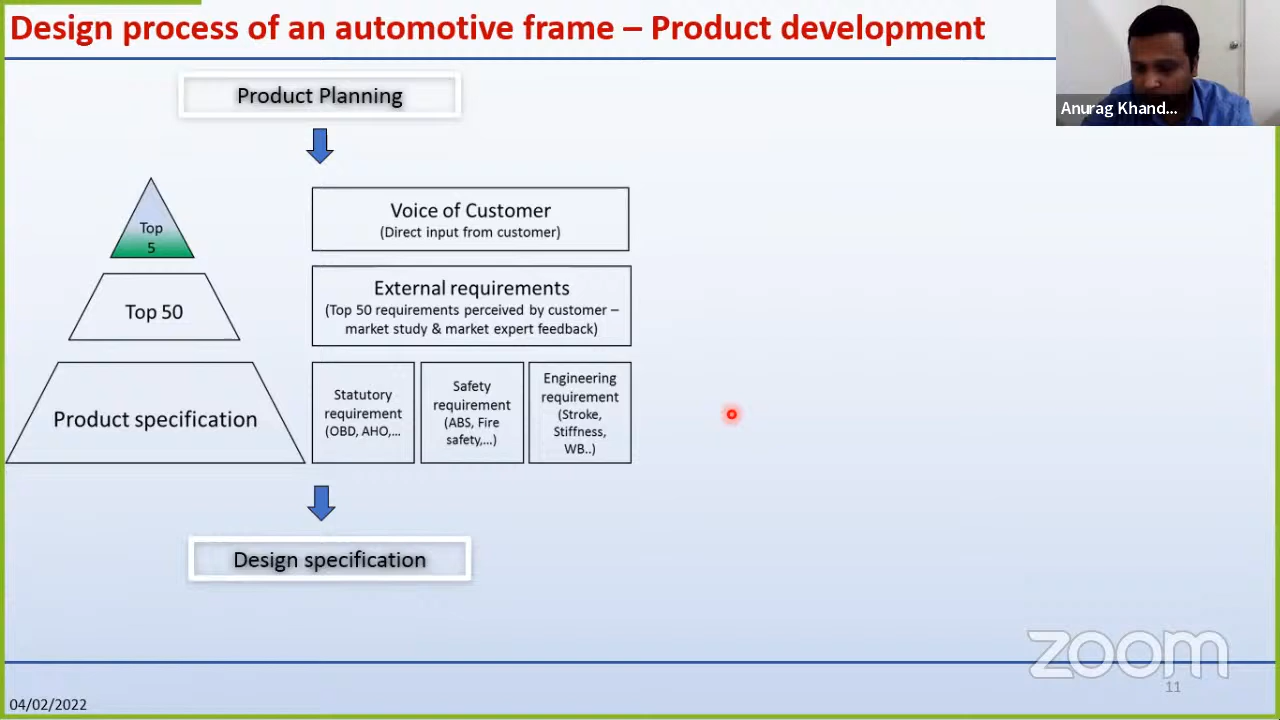 Design process of an automotive frame – Product development
Anurag Khand...
Product Planning
Top
5
Voice of Customer
(Direct input from customer)
Top 50
External requirements
(Top 50 requirements perceived by customer –
market study & market expert feedback)
Product specification
Statutory
requirement
(OBD, AHO,...
Safety
requirement
(ABS, Fire
safety,...)
Engineering
requirement
(Stroke,
Stiffness,
WB..)
Design specification
zoom
11
04/02/2022